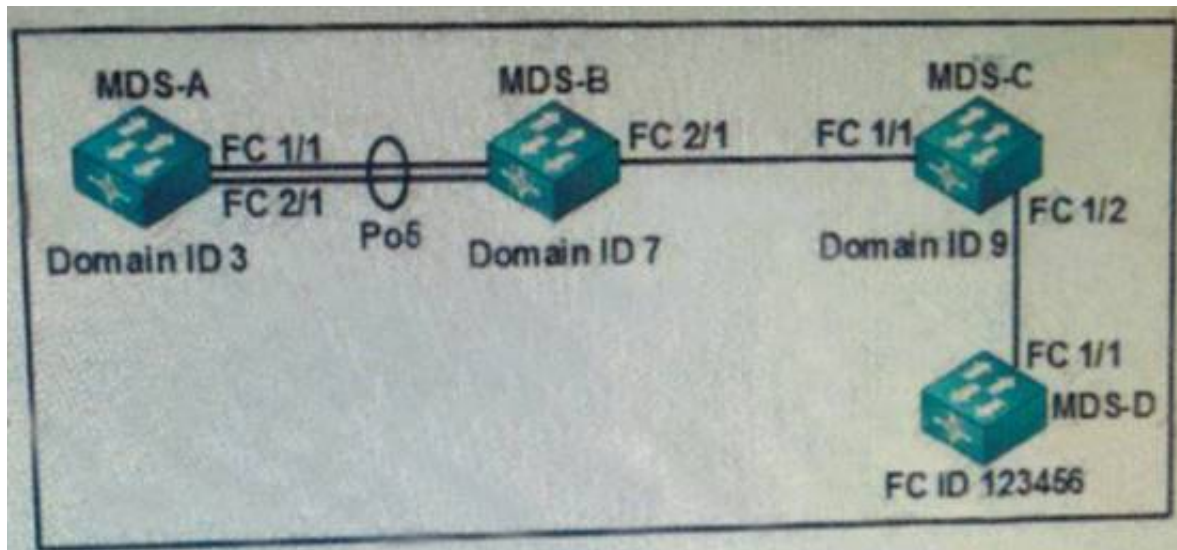 MDS-A
MDS-B
MDS-C
FC 1/1
FC 2/1
FC 1/1
FC 2/1
Po5
FC 1/2
Domain ID 3
Domain ID 7
Domain ID 9
FC 1/1
MDS-D
FC ID 123456